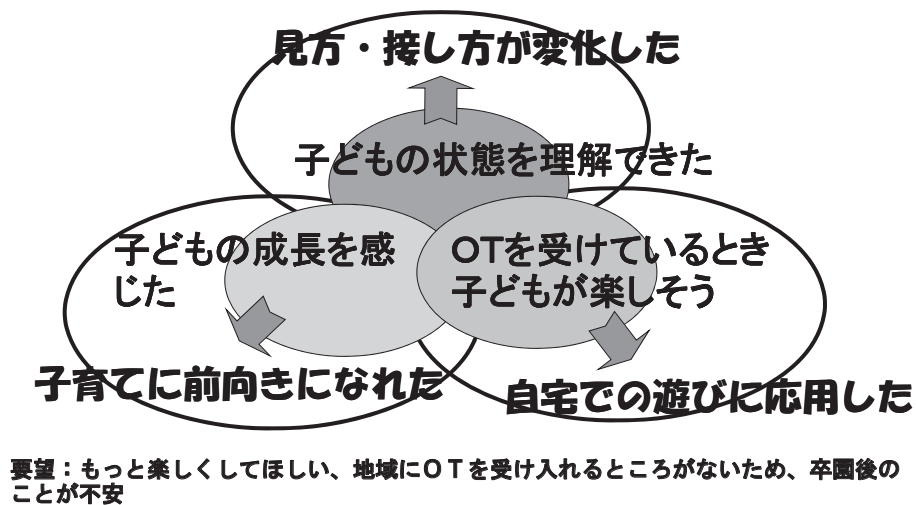 見方・接し方が変化した
子どもの状態を理解できた
子どもの成長を感
じた
OTを受けているとき
子どもが楽しそう
子育てに前向きになれた
自宅での遊びに応用した
要望：もっと楽しくしてほしい、地域にＯＴを受け入れるところがないため、卒園後の
ことが不安